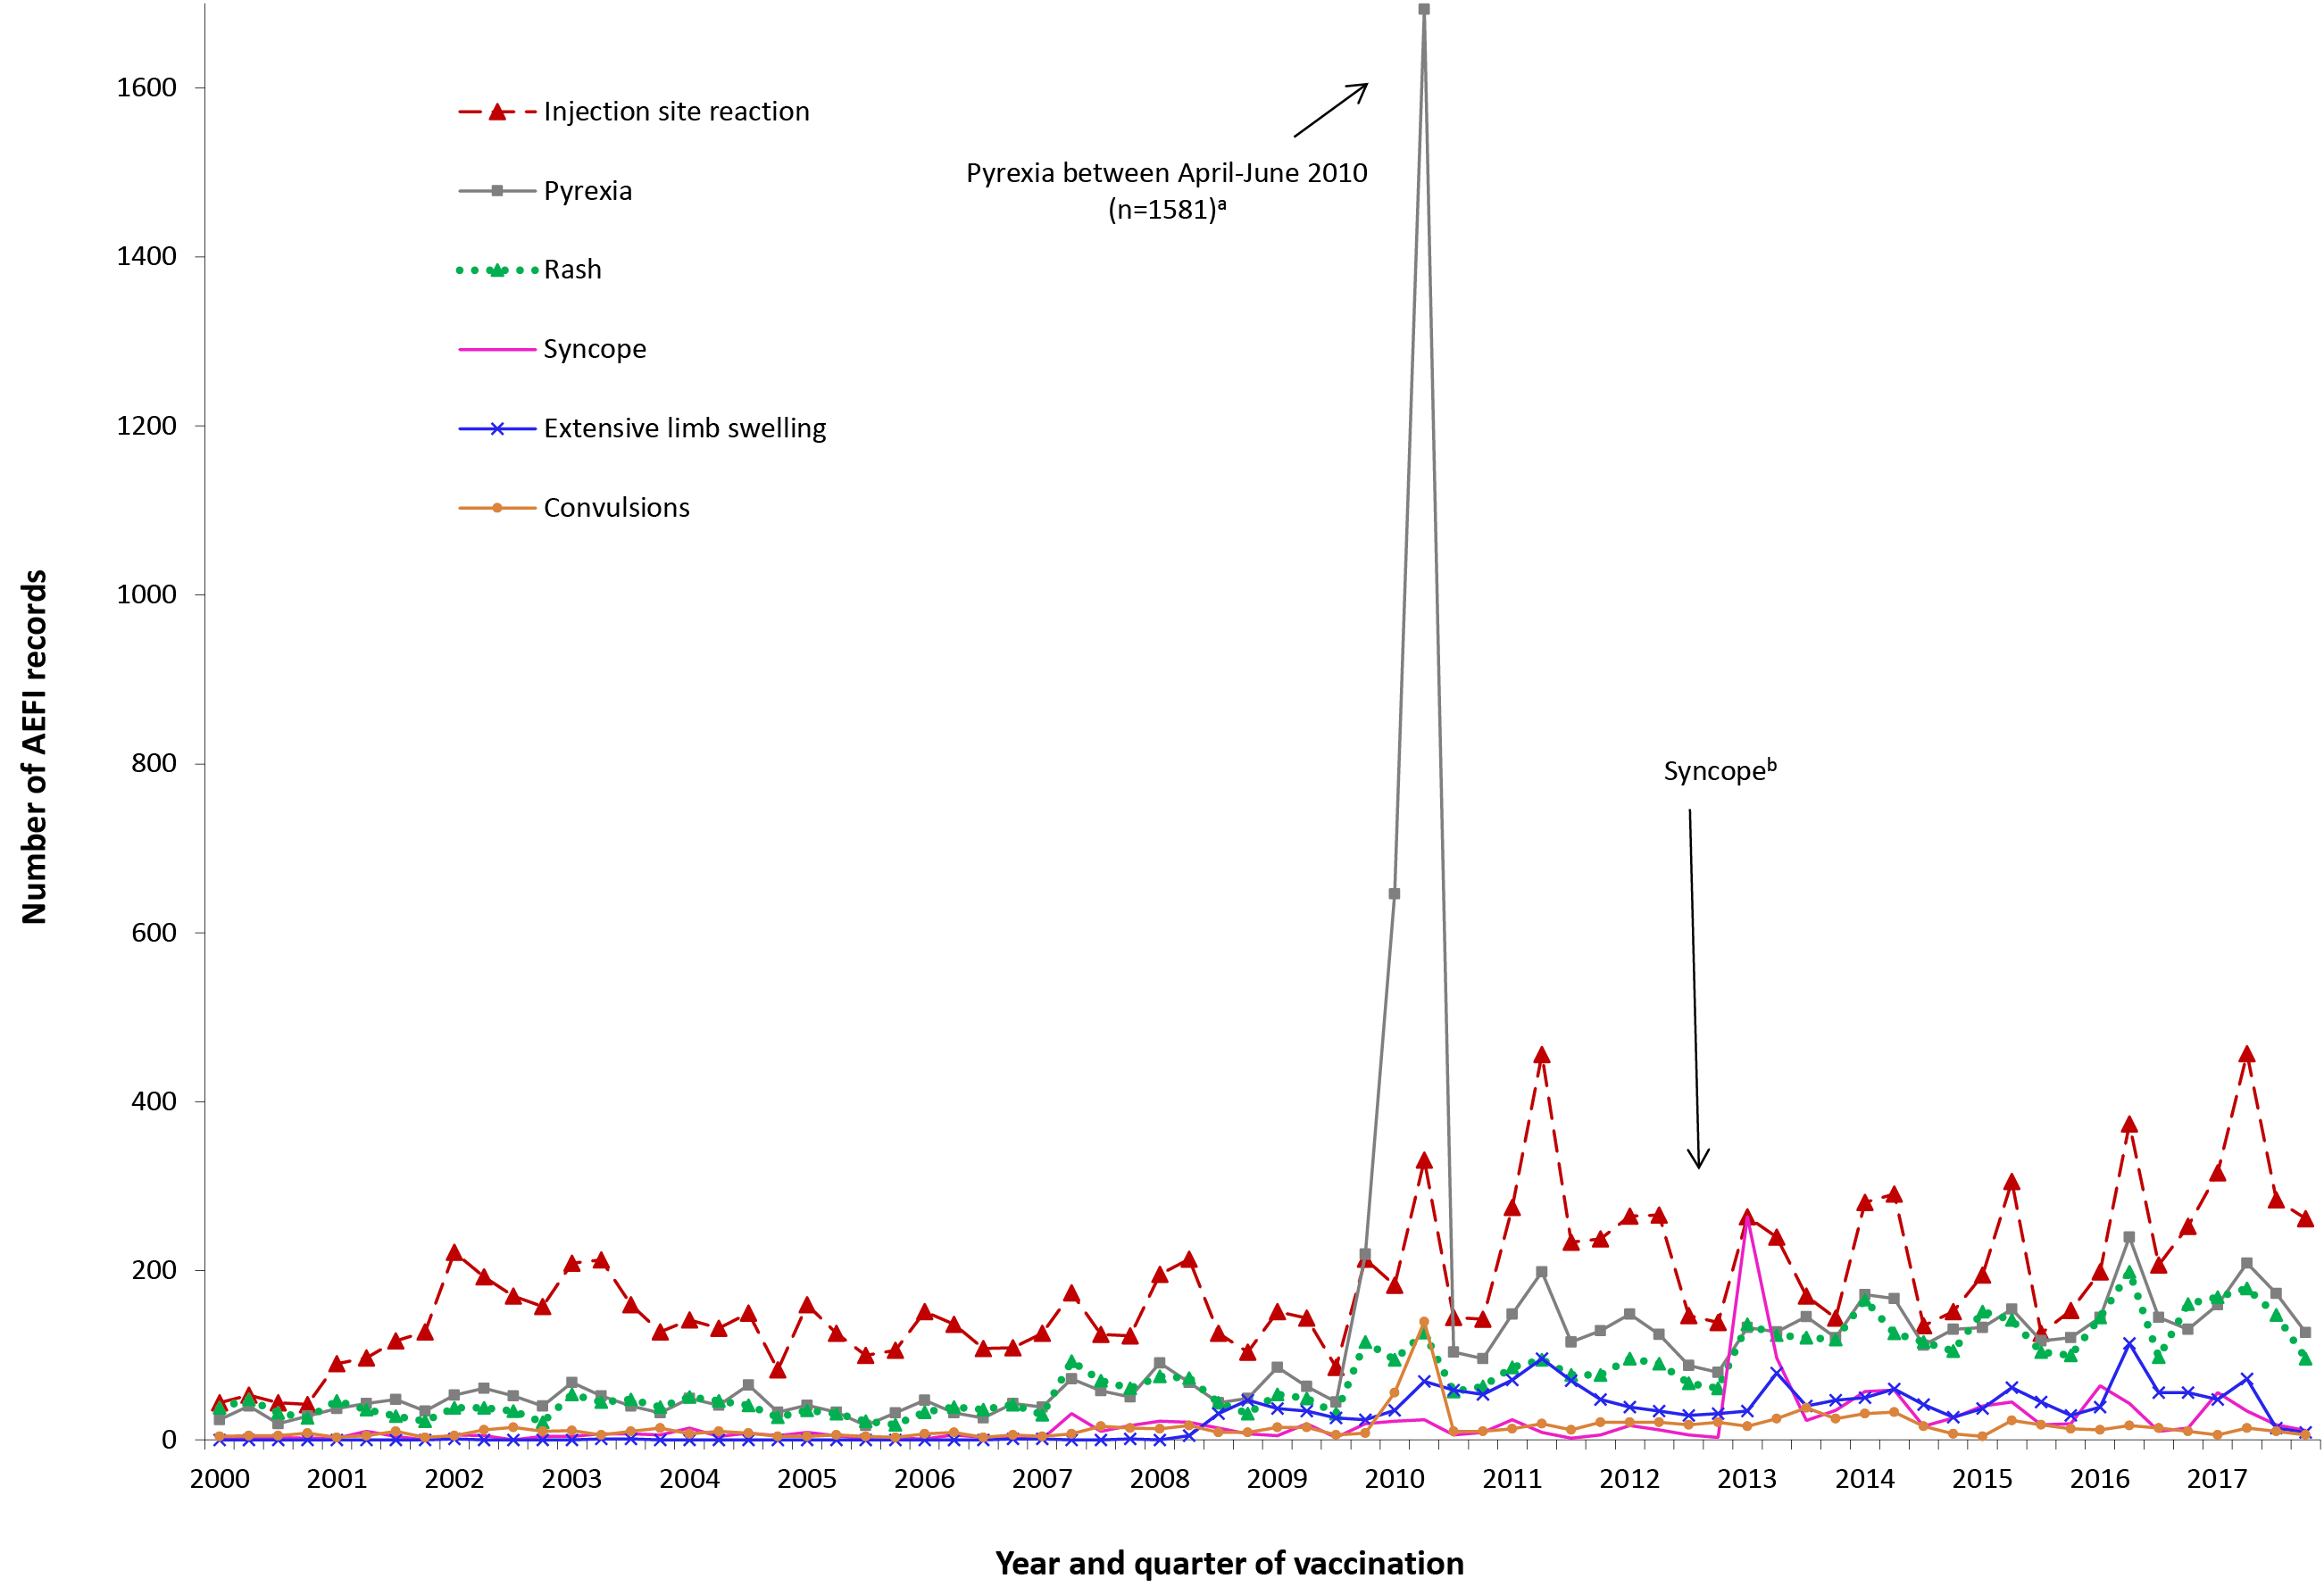 1600
1400
1200
1000
800
600
400
200
0
Number of AEFI records
Injection site reaction
Pyrexia
Rash
Syncope
Extensive limb swelling
Convulsions
Pyrexia between April-June 2010
(n=1581)ᵃ
Syncopeᵇ
2000 2001 2002 2003 2004 2005 2006 2007 2008 2009 2010 2011 2012 2013 2014 2015 2016 2017
Year and quarter of vaccination